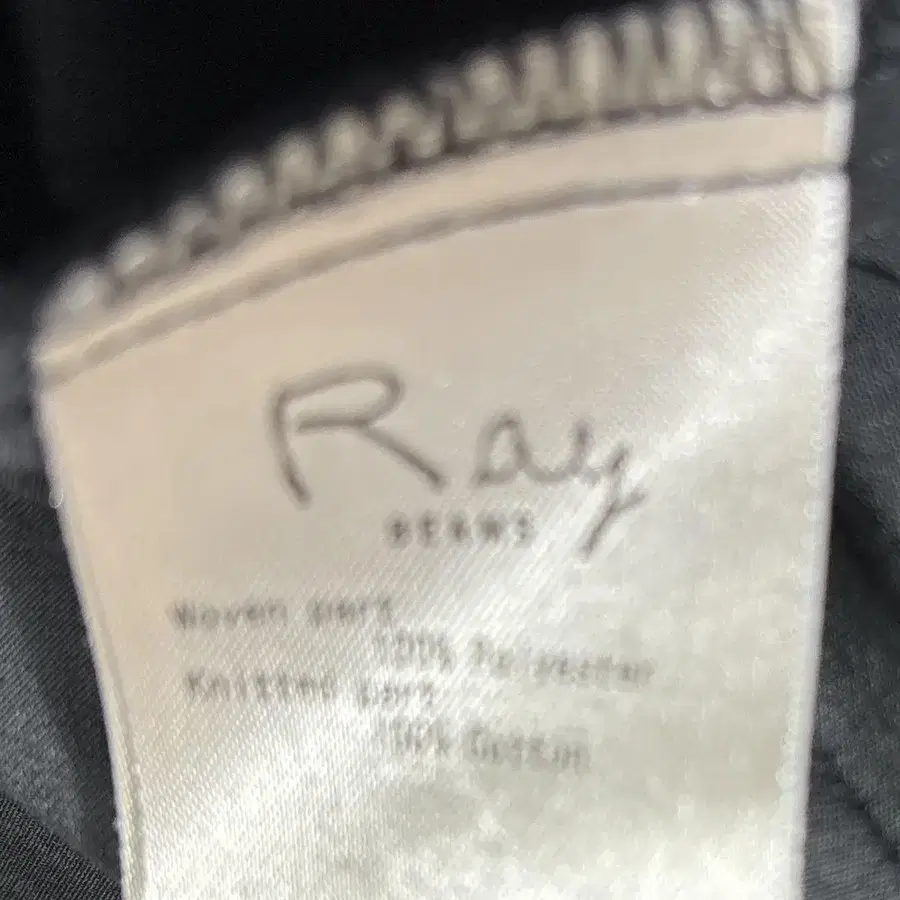 Ray
BEAMS
Woven part
100% Polyester
Knitted part
100% Cotton